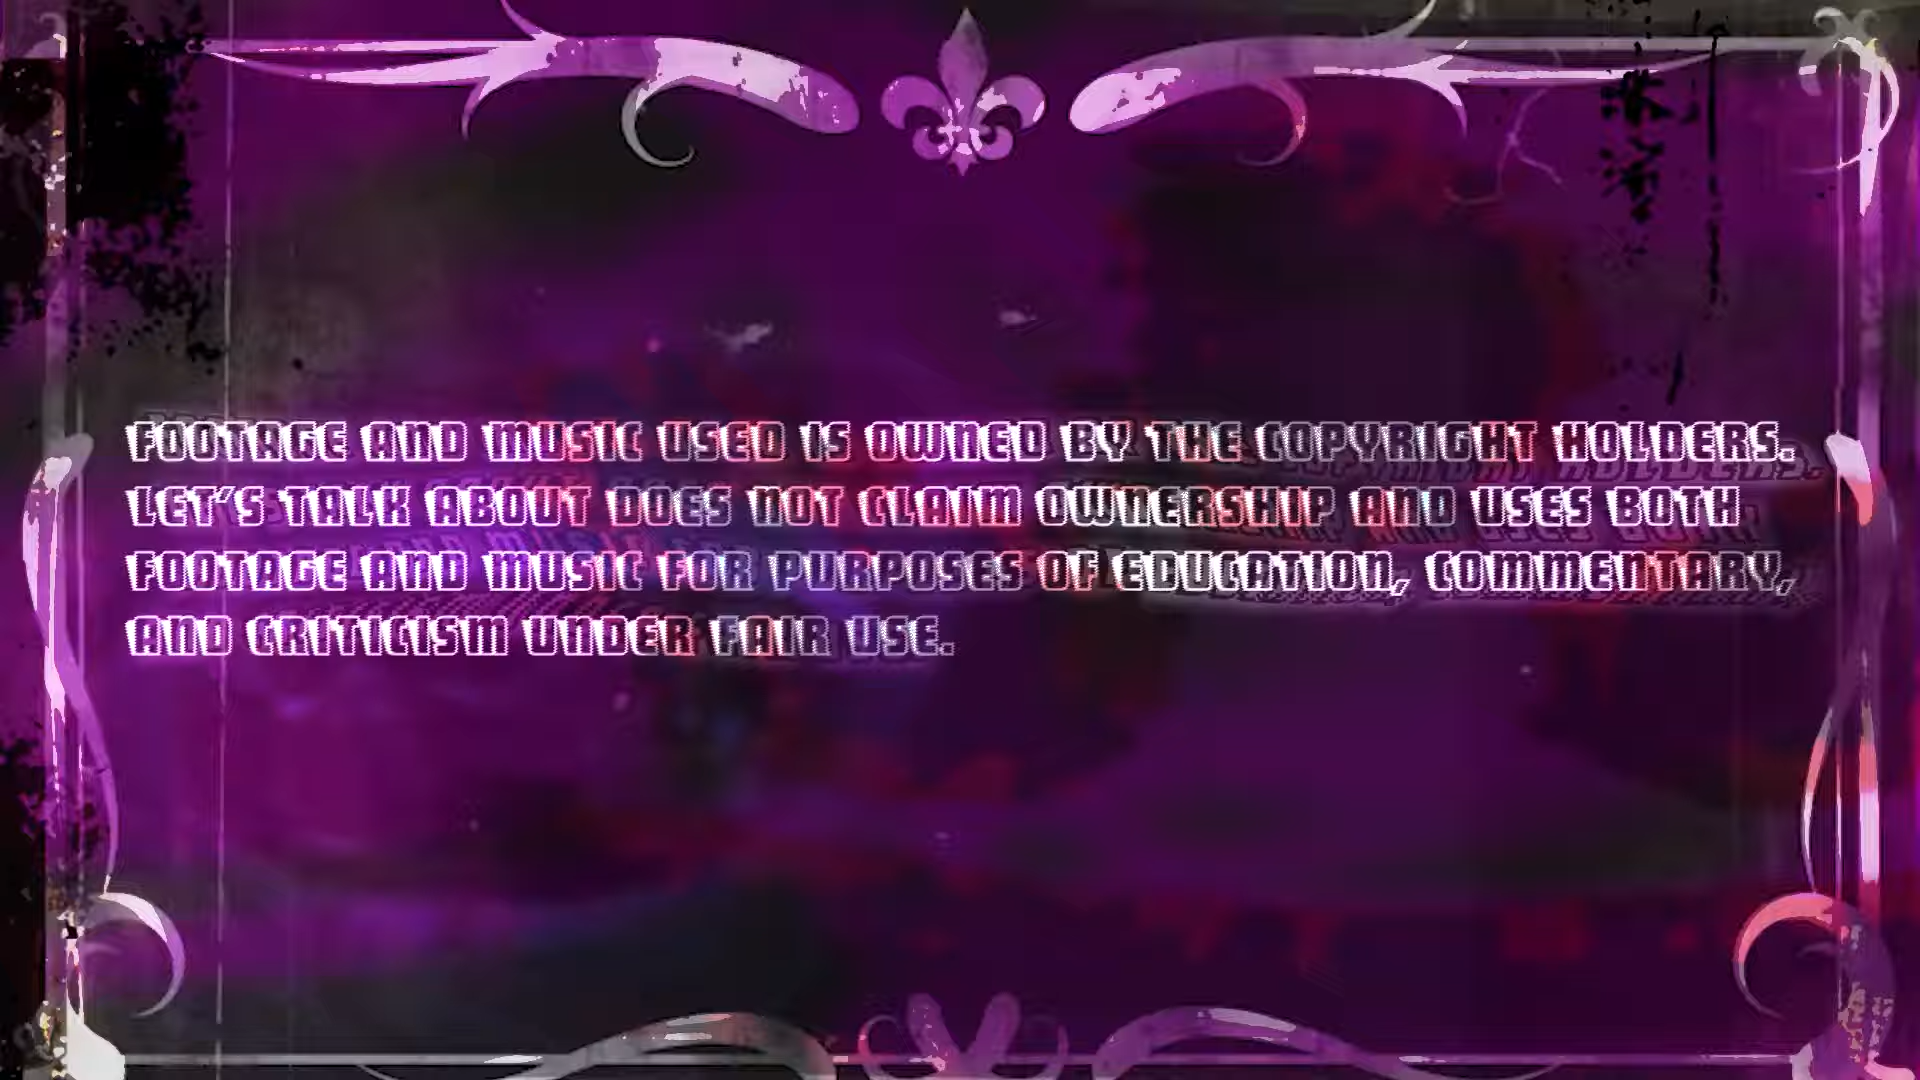 FOOTAGE AND MUSIC USED IS OWNED BY THE COPYRIGHT HOLDERS.
LET'S TALK ABOUT DOES NOT CLAIM OWNERSHIP AND USES BOTH
FOOTAGE AND MUSIC FOR PURPOSES OF EDUCATION, COMMENTARY,
AND CRITICISM UNDER FAIR USE.